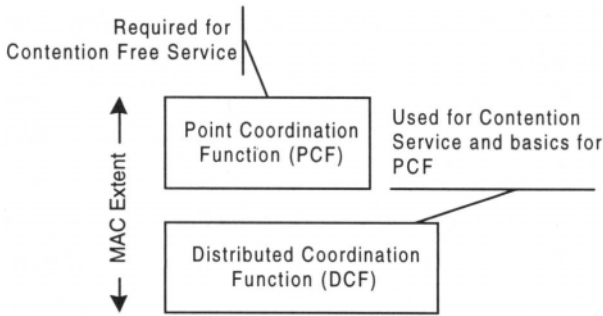 Required for
Contention Free Service
Point Coordination
Function (PCF)
Used for Contention
Service and basics for
PCF
MAC Extent
Distributed Coordination
Function (DCF)